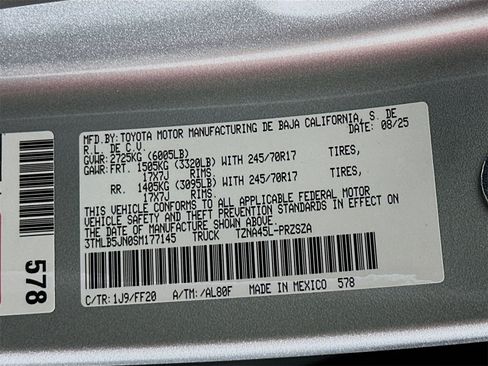 MFD.BY: TOYOTA MOTOR MANUFACTURING DE BAJA CALIFORNIA, S. DE
R.L. DE C.V. DATE: 08/25
GVWR: 2725KG (6005LB)
GAWR:FRT. 1505KG (3320LB) WITH 245/70R17 TIRES,
17X7J RIMS,
RR. 1405KG (3095LB) WITH 245/70R17 TIRES,
17X7J RIMS.
THIS VEHICLE CONFORMS TO ALL APPLICABLE FEDERAL MOTOR
VEHICLE SAFETY AND THEFT PREVENTION STANDARDS IN EFFECT ON
THE DATE OF MANUFACTURE SHOWN ABOVE.
3TMLB5JN0SM177145 TRUCK TZNA45L-PRZSZA
C/TR: 1J9/FF20 A/TM: /AL80F MADE IN MEXICO 578
578